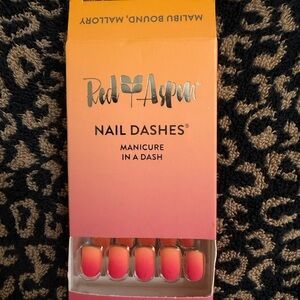 MALIBU BOUND, MALLORY
Red Aspen®
NAIL DASHES®
MANICURE
IN A DASH